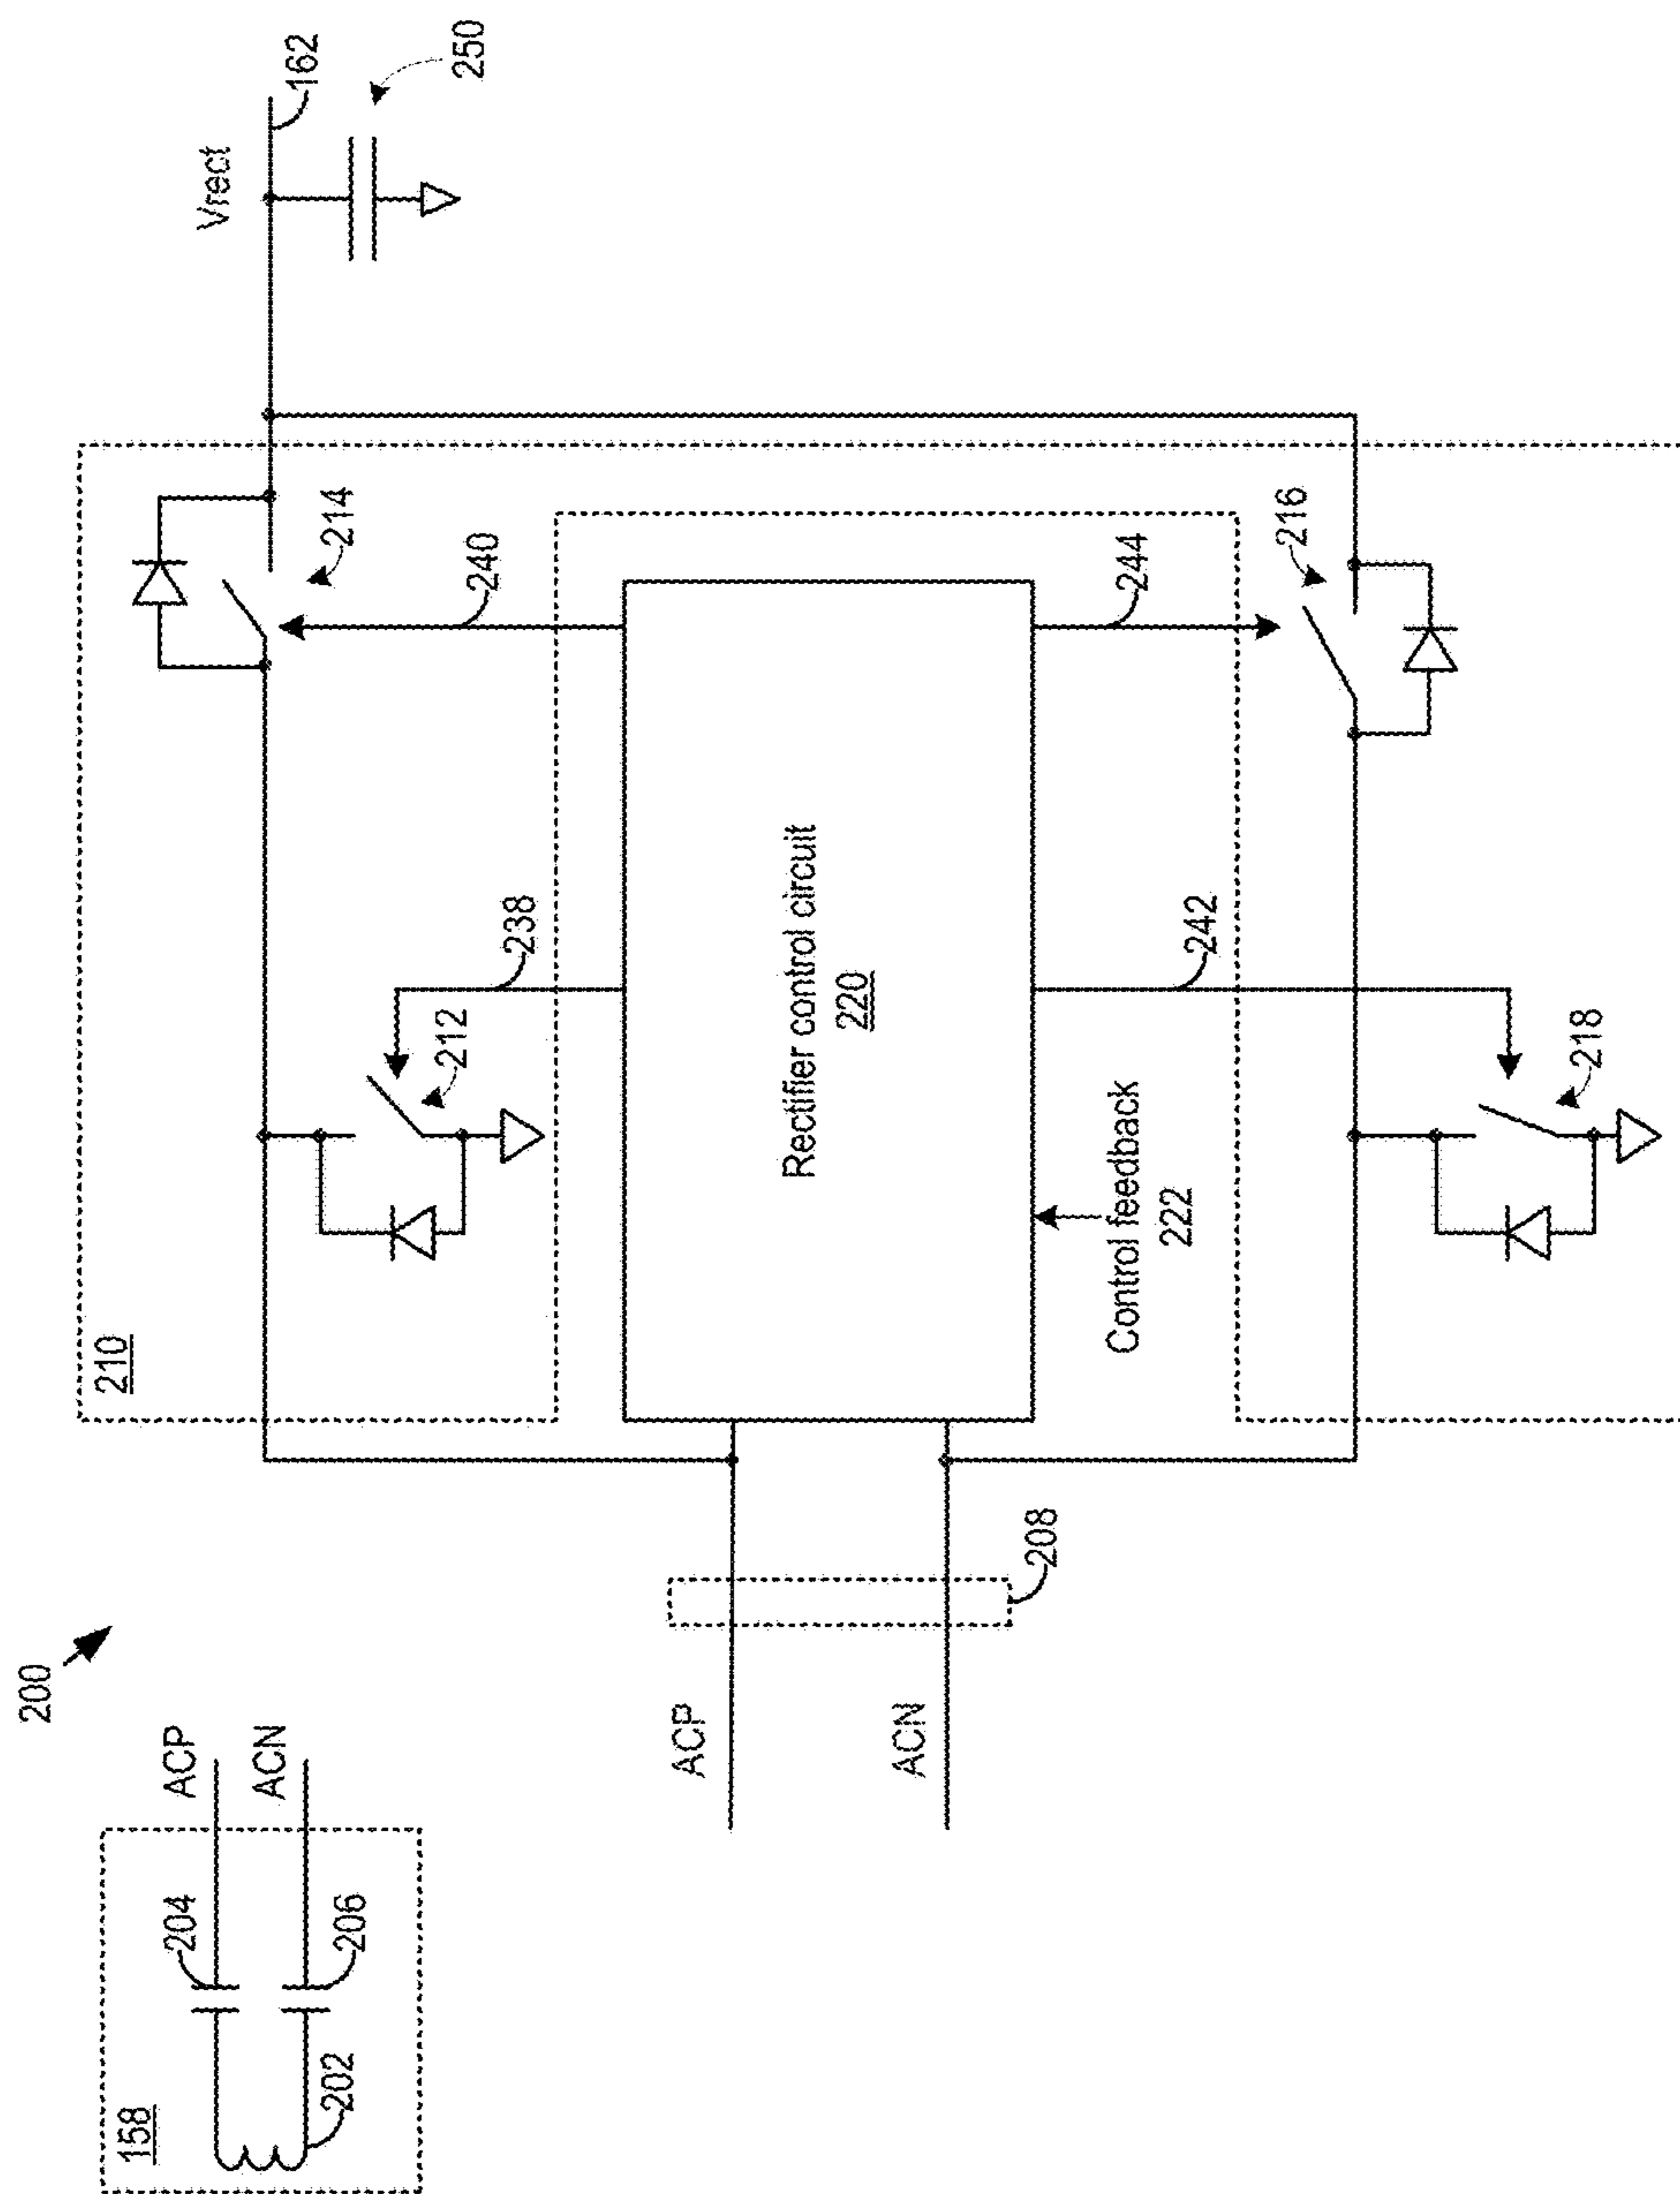 200
158
204
ACP
ACN
206
202
210
214
Vrect
162
250
240
238
212
ACP
ACN
208
Rectifier control circuit
220
Control feedback
222
244
242
216
218